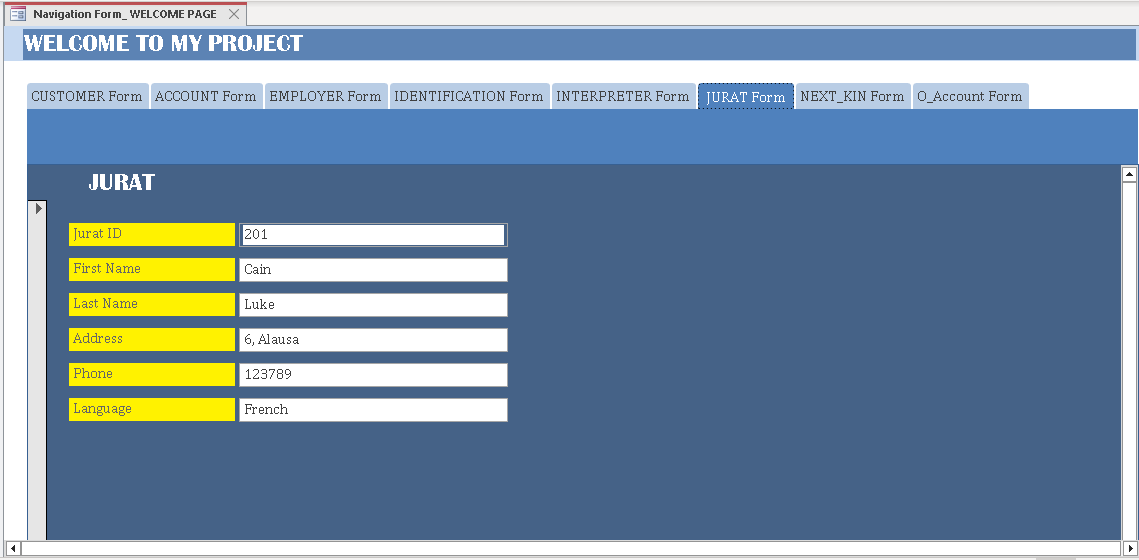 Navigation Form_ WELCOME PAGE
WELCOME TO MY PROJECT
CUSTOMER Form ACCOUNT Form EMPLOYER Form IDENTIFICATION Form INTERPRETER Form JURAT Form NEXT_KIN Form O_Account Form
JURAT
Jurat ID 201
First Name Cain
Last Name Luke
Address 6, Alausa
Phone 123789
Language French